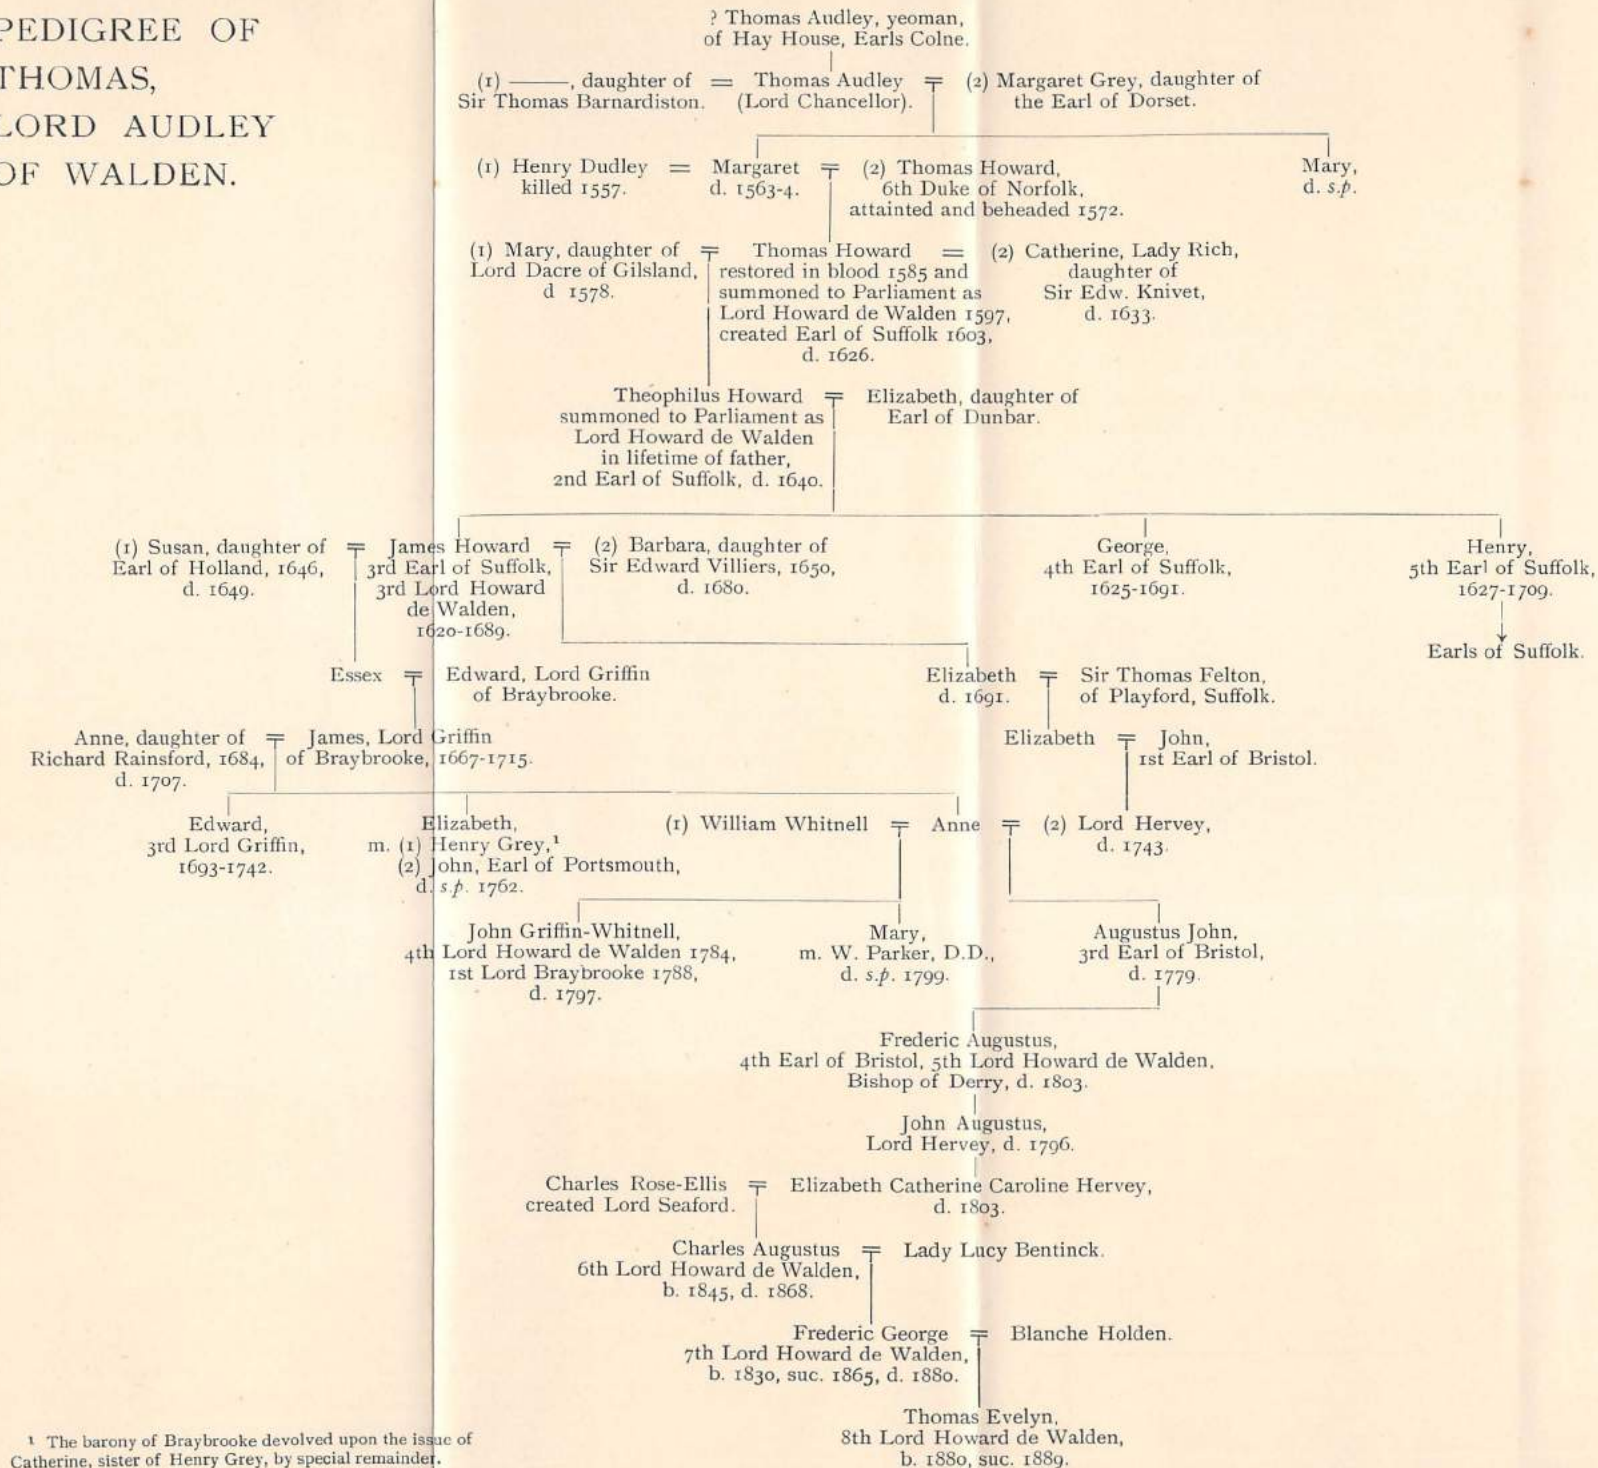 PEDIGREE OF
THOMAS,
LORD AUDLEY
OF WALDEN.
? Thomas Audley, yeoman,
of Hay House, Earls Colne.
(1) ——, daughter of = Thomas Audley = (2) Margaret Grey, daughter of
Sir Thomas Barnardiston. (Lord Chancellor). the Earl of Dorset.
(1) Henry Dudley = Margaret = (2) Thomas Howard, Mary,
killed 1557. d. 1563-4. 6th Duke of Norfolk, d. s.p.
attainted and beheaded 1572.
(1) Mary, daughter of = Thomas Howard = (2) Catherine, Lady Rich,
Lord Dacre of Gilsland, restored in blood 1585 and daughter of
d 1578. summoned to Parliament as Sir Edw. Knivet,
Lord Howard de Walden 1597, d. 1633.
created Earl of Suffolk 1603,
d. 1626.
Theophilus Howard = Elizabeth, daughter of
summoned to Parliament as Earl of Dunbar.
Lord Howard de Walden
in lifetime of father,
2nd Earl of Suffolk, d. 1640.
(1) Susan, daughter of = James Howard = (2) Barbara, daughter of George, Henry,
Earl of Holland, 1646, 3rd Earl of Suffolk, Sir Edward Villiers, 1650, 4th Earl of Suffolk, 5th Earl of Suffolk,
d. 1649. 3rd Lord Howard d. 1680. 1625-1691. 1627-1709.
de Walden,
1620-1689.
Earls of Suffolk.
Essex = Edward, Lord Griffin Elizabeth = Sir Thomas Felton,
of Braybrooke. d. 1691. of Playford, Suffolk.
Anne, daughter of = James, Lord Griffin Elizabeth = John,
Richard Rainsford, 1684, of Braybrooke, 1667-1715. 1st Earl of Bristol.
d. 1707.
Edward, Elizabeth, (1) William Whitnell = Anne = (2) Lord Hervey,
3rd Lord Griffin, m. (1) Henry Grey,¹ d. 1743.
1693-1742. (2) John, Earl of Portsmouth,
d. s.p. 1762.
John Griffin-Whitnell, Mary, Augustus John,
4th Lord Howard de Walden 1784, m. W. Parker, D.D., 3rd Earl of Bristol,
1st Lord Braybrooke 1788, d. s.p. 1799. d. 1779.
d. 1797.
Frederic Augustus,
4th Earl of Bristol, 5th Lord Howard de Walden,
Bishop of Derry, d. 1803.
John Augustus,
Lord Hervey, d. 1796.
Charles Rose-Ellis = Elizabeth Catherine Caroline Hervey,
created Lord Seaford. d. 1803.
Charles Augustus = Lady Lucy Bentinck.
6th Lord Howard de Walden,
b. 1845, d. 1868.
Frederic George = Blanche Holden.
7th Lord Howard de Walden,
b. 1830, suc. 1865, d. 1880.
Thomas Evelyn,
8th Lord Howard de Walden,
b. 1880, suc. 1889.
¹ The barony of Braybrooke devolved upon the issue of
Catherine, sister of Henry Grey, by special remainder.